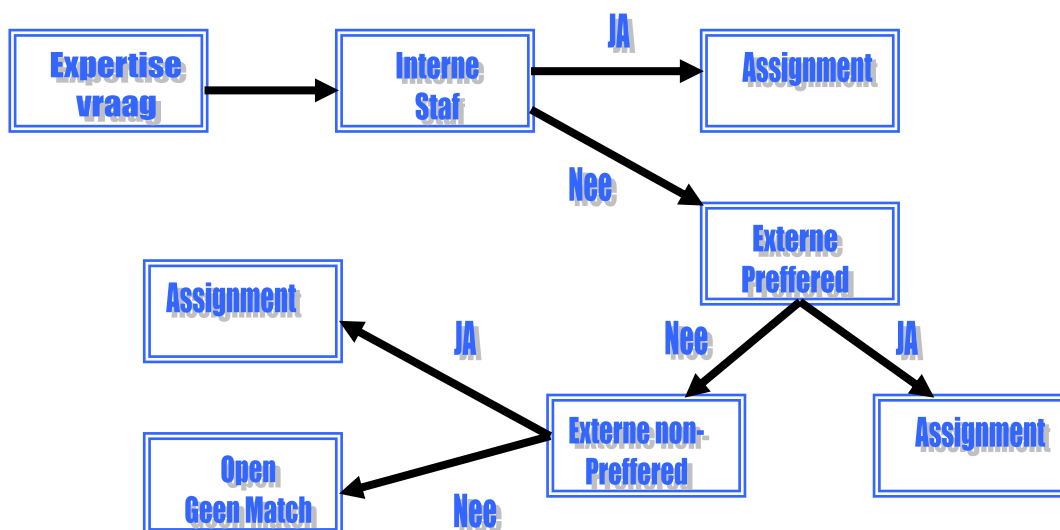 Expertise
vraag
Interne
Staf
JA
Assignment
Nee
Externe
Preffered
Nee
JA
Externe non-
Preffered
Assignment
JA
Nee
Assignment
Open
Geen Match